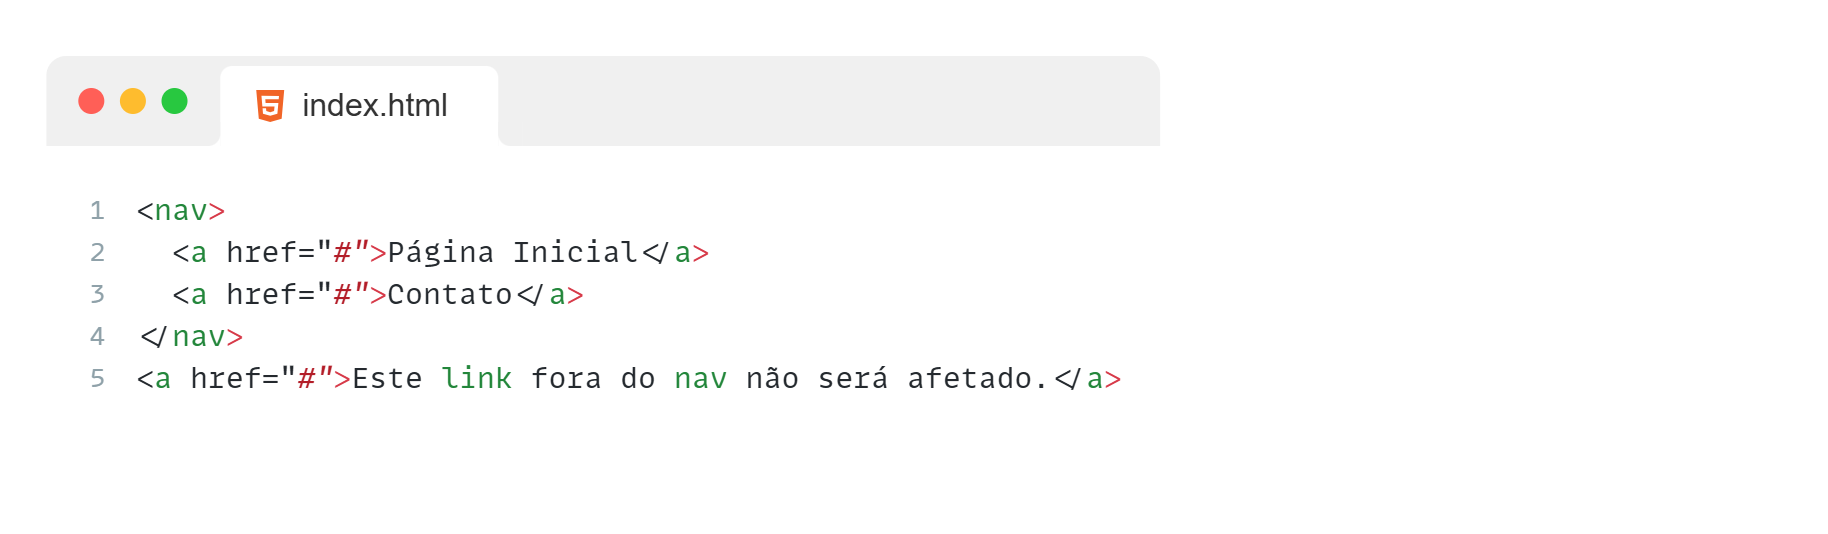 index.html
1 <nav>
2   <a href="#">Página Inicial</a>
3   <a href="#">Contato</a>
4 </nav>
5 <a href="#">Este link fora do nav não será afetado.</a>